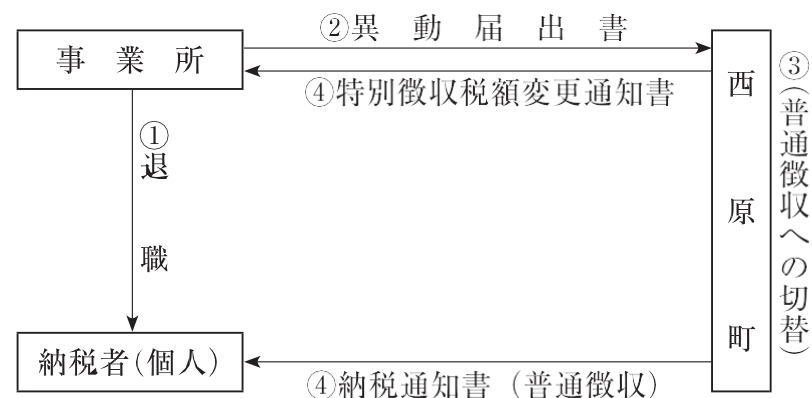 ②異動届出書
事業所
④特別徴収税額変更通知書
①退職
西原町
③(普通徴収への切替)
納税者(個人)
④納税通知書(普通徴収)